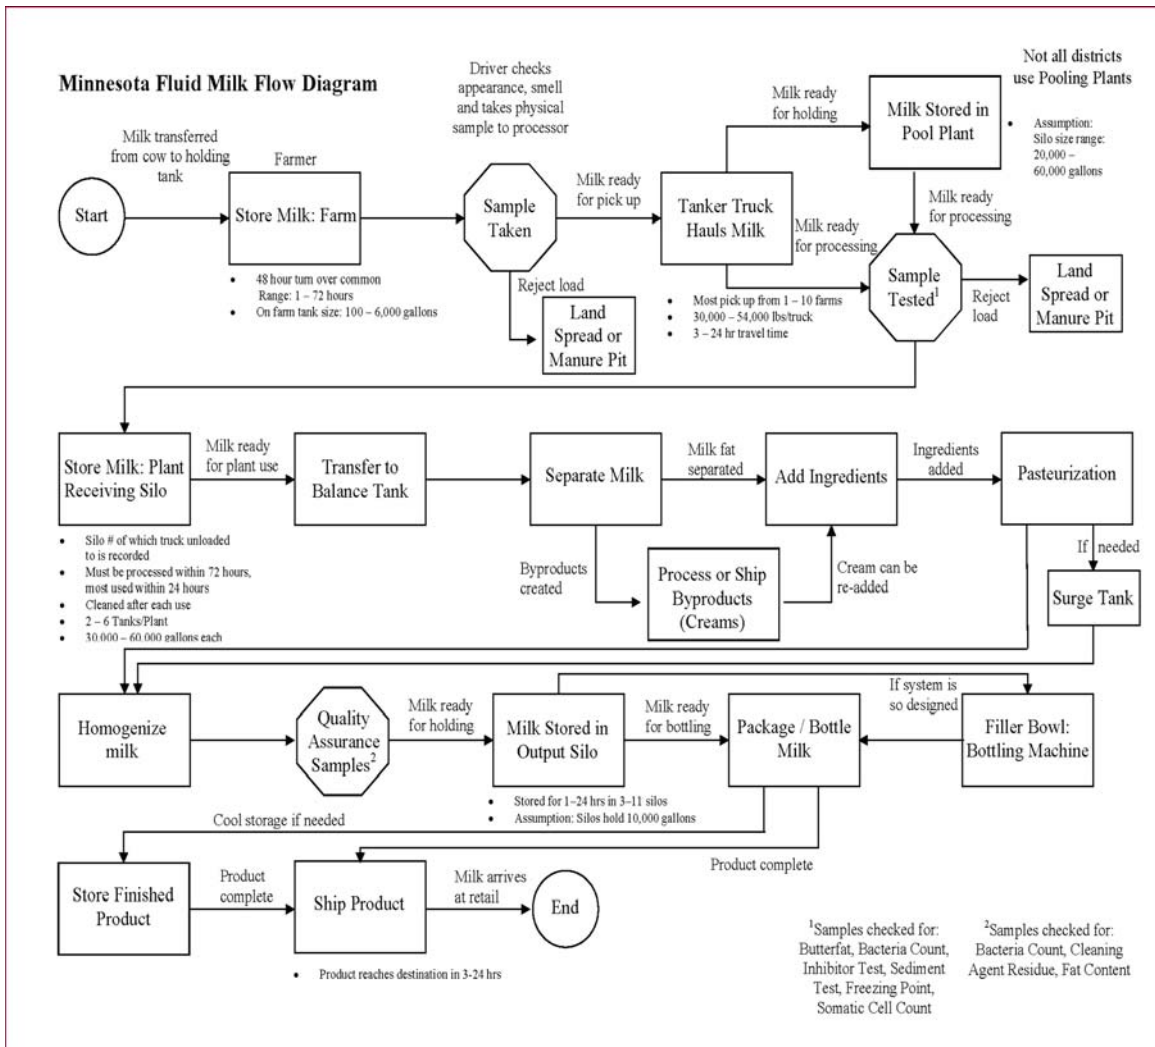 Minnesota Fluid Milk Flow Diagram
Driver checks
appearance, smell
and takes physical
sample to processor
Not all districts
use Pooling Plants
Milk transferred
from cow to holding
tank
Farmer
Start
Store Milk: Farm
• 48 hour turn over common
Range: 1 – 72 hours
• On farm tank size: 100 – 6,000 gallons
Sample
Taken
Milk ready
for pick up
Reject load
Land
Spread or
Manure Pit
Tanker Truck
Hauls Milk
• Most pick up from 1 – 10 farms
• 30,000 – 54,000 lbs/truck
• 3 – 24 hr travel time
Milk ready
for holding
Milk Stored in
Pool Plant
• Assumption:
Silo size range:
20,000 –
60,000 gallons
Milk ready
for processing
Milk ready
for processing
Sample
Tested1
Reject
load
Land
Spread or
Manure Pit
Store Milk: Plant
Receiving Silo
• Silo # of which truck unloaded
to is recorded
• Must be processed within 72 hours,
most used within 24 hours
• Cleaned after each use
• 2 – 6 Tanks/Plant
• 30,000 – 60,000 gallons each
Milk ready
for plant use
Transfer to
Balance Tank
Separate Milk
Milk fat
separated
Byproducts
created
Process or Ship
Byproducts
(Creams)
Cream can be
re-added
Add Ingredients
Ingredients
added
Pasteurization
If needed
Surge Tank
Homogenize
milk
Quality
Assurance
Samples2
Milk ready
for holding
Milk Stored in
Output Silo
• Stored for 1–24 hrs in 3–11 silos
• Assumption: Silos hold 10,000 gallons
Milk ready
for bottling
Package / Bottle
Milk
If system is
so designed
Filler Bowl:
Bottling Machine
Cool storage if needed
Product complete
Store Finished
Product
Product
complete
Ship Product
• Product reaches destination in 3-24 hrs
Milk arrives
at retail
End
1Samples checked for:
Butterfat, Bacteria Count,
Inhibitor Test, Sediment
Test, Freezing Point,
Somatic Cell Count
2Samples checked for:
Bacteria Count, Cleaning
Agent Residue, Fat Content